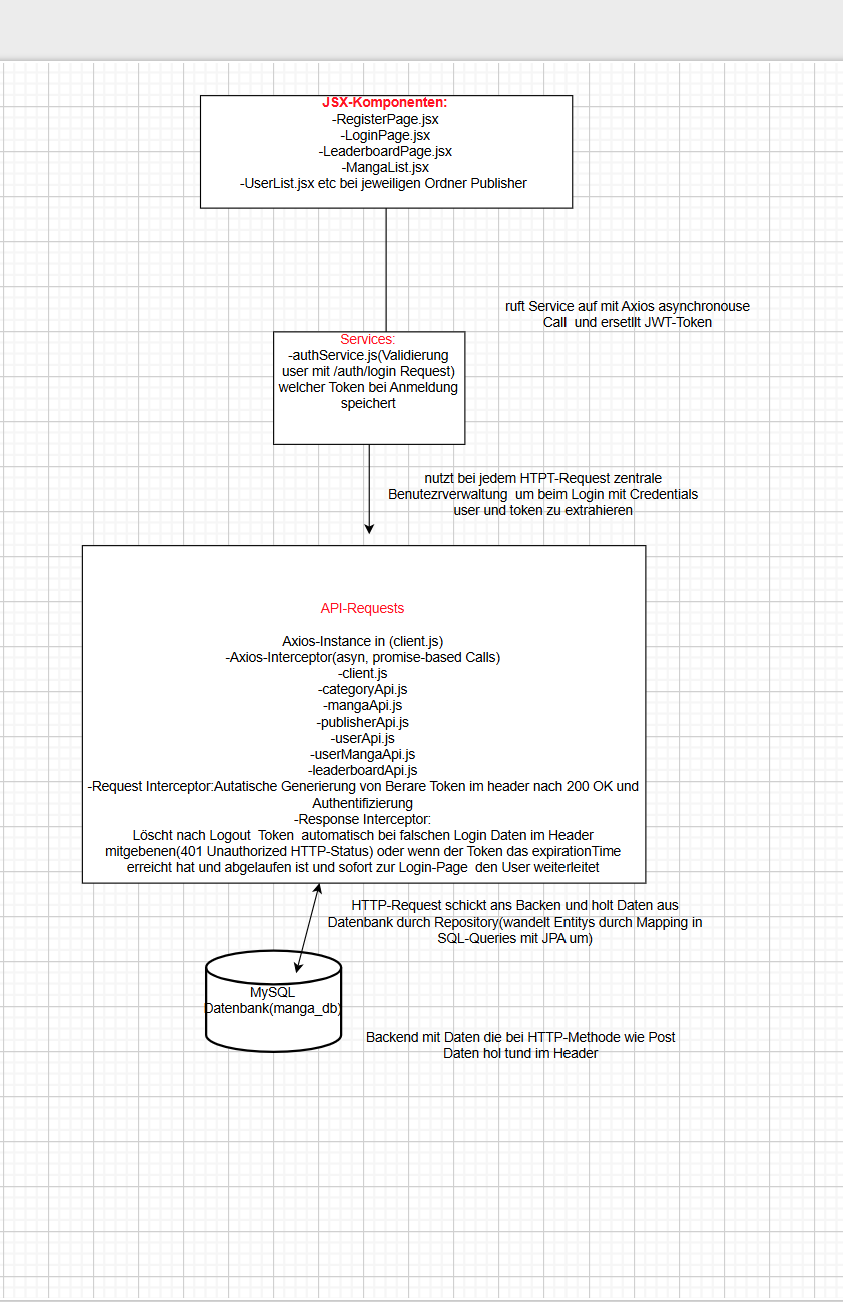 JSX-Komponenten:
-RegisterPage.jsx
-LoginPage.jsx
-LeaderboardPage.jsx
-MangaList.jsx
-UserList.jsx etc bei jeweiligen Ordner Publisher
ruft Service auf mit Axios asynchronouse
Call und ersetllt JWT-Token
Services:
-authService.js(Validierung
user mit /auth/login Request)
welcher Token bei Anmeldung
speichert
nutzt bei jedem HTPT-Request zentrale
Benutezrverwaltung um beim Login mit Credentials
user und token zu extrahieren
API-Requests
Axios-Instance in (client.js)
-Axios-Interceptor(asyn, promise-based Calls)
-client.js
-categoryApi.js
-mangaApi.js
-publisherApi.js
-userApi.js
-userMangaApi.js
-leaderboardApi.js
-Request Interceptor:Autatische Generierung von Berare Token im header nach 200 OK und
Authentifizierung
-Response Interceptor:
Löscht nach Logout Token automatisch bei falschen Login Daten im Header
mitgebenen(401 Unauthorized HTTP-Status) oder wenn der Token das expirationTime
erreicht hat und abgelaufen ist und sofort zur Login-Page den User weiterleitet
HTTP-Request schickt ans Backen und holt Daten aus
Datenbank durch Repository(wandelt Entitys durch Mapping in
SQL-Queries mit JPA um)
MySQL
Datenbank(manga_db)
Backend mit Daten die bei HTTP-Methode wie Post
Daten hol tund im Header